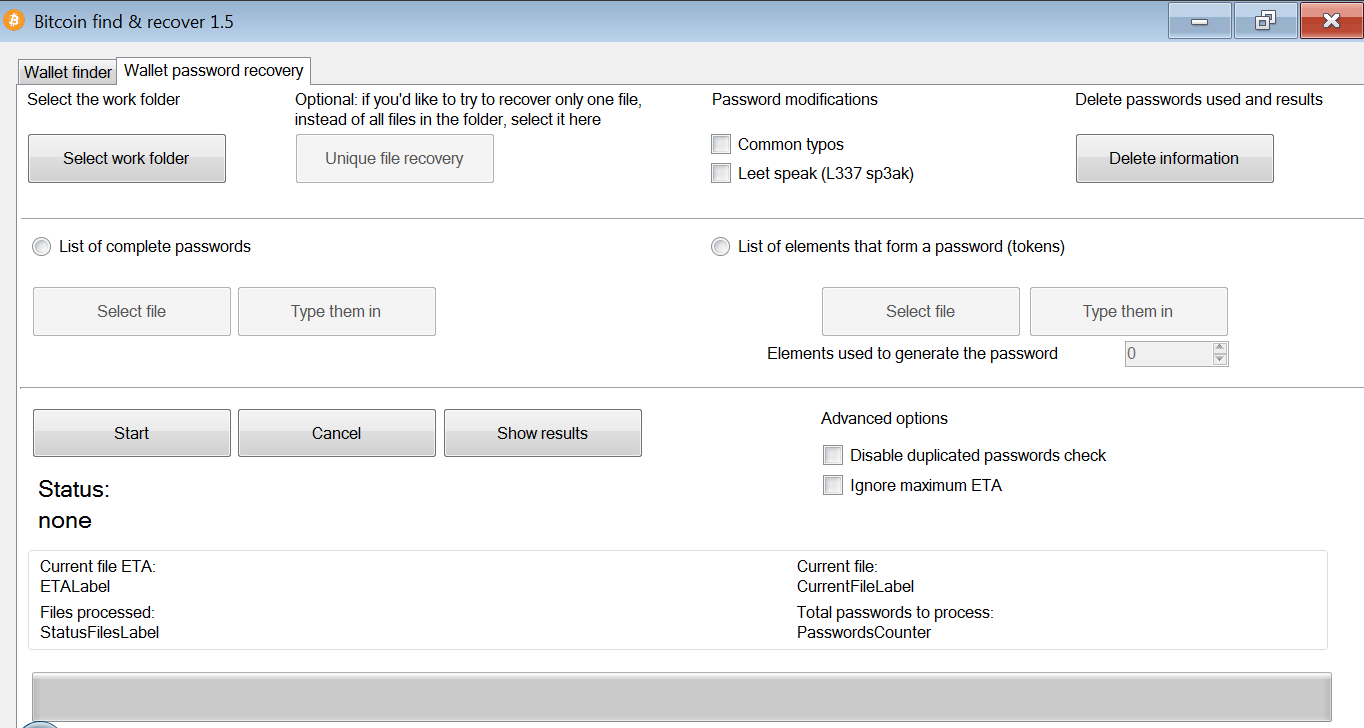 Bitcoin find & recover 1.5
Wallet finder
Wallet password recovery
Select the work folder
Optional: if you'd like to try to recover only one file,
instead of all files in the folder, select it here
Password modifications
Delete passwords used and results
Select work folder
Unique file recovery
Common typos
Leet speak (L337 sp3ak)
Delete information
List of complete passwords
List of elements that form a password (tokens)
Select file
Type them in
Select file
Type them in
Elements used to generate the password
0
Start
Cancel
Show results
Advanced options
Disable duplicated passwords check
Ignore maximum ETA
Status:
none
Current file ETA:
ETALabel
Files processed:
StatusFilesLabel
Current file:
CurrentFileLabel
Total passwords to process:
PasswordsCounter